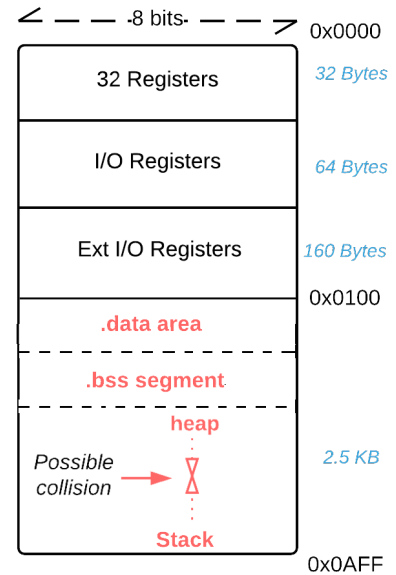 8 bits
0x0000
32 Registers
32 Bytes
I/O Registers
64 Bytes
Ext I/O Registers
160 Bytes
0x0100
.data area
.bss segment
heap
2.5 KB
Possible
collision
Stack
0x0AFF